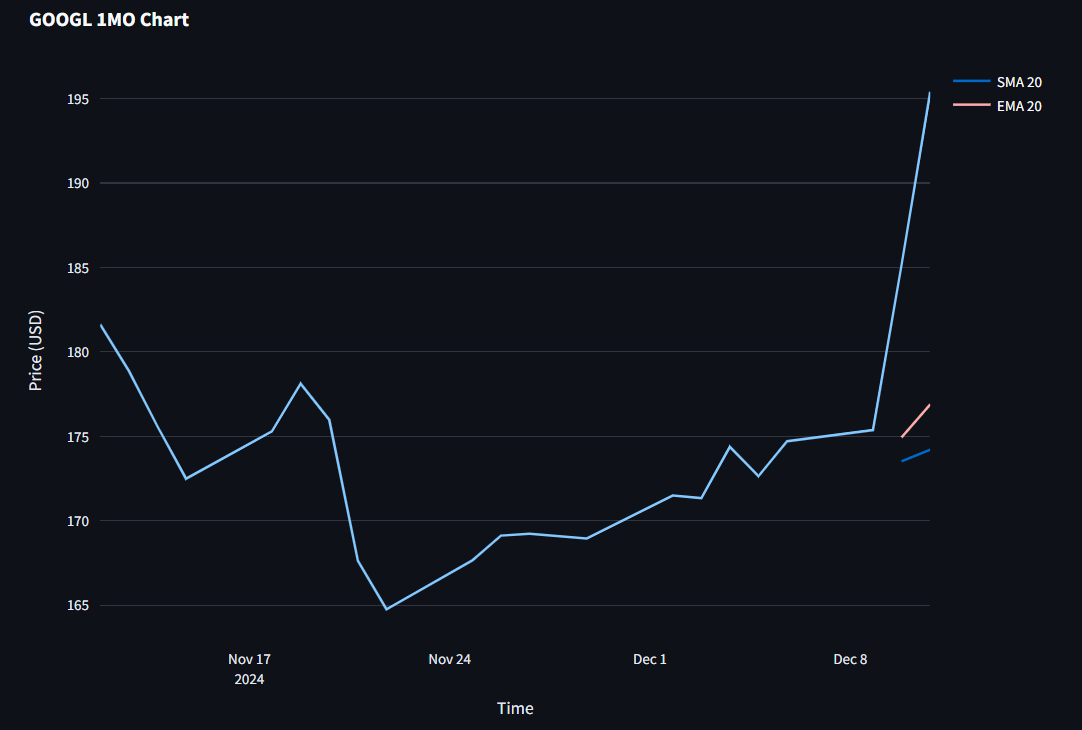 GOOGL 1MO Chart
SMA 20
EMA 20
195
190
185
180
175
170
165
Price (USD)
Nov 17
2024
Nov 24
Dec 1
Dec 8
Time